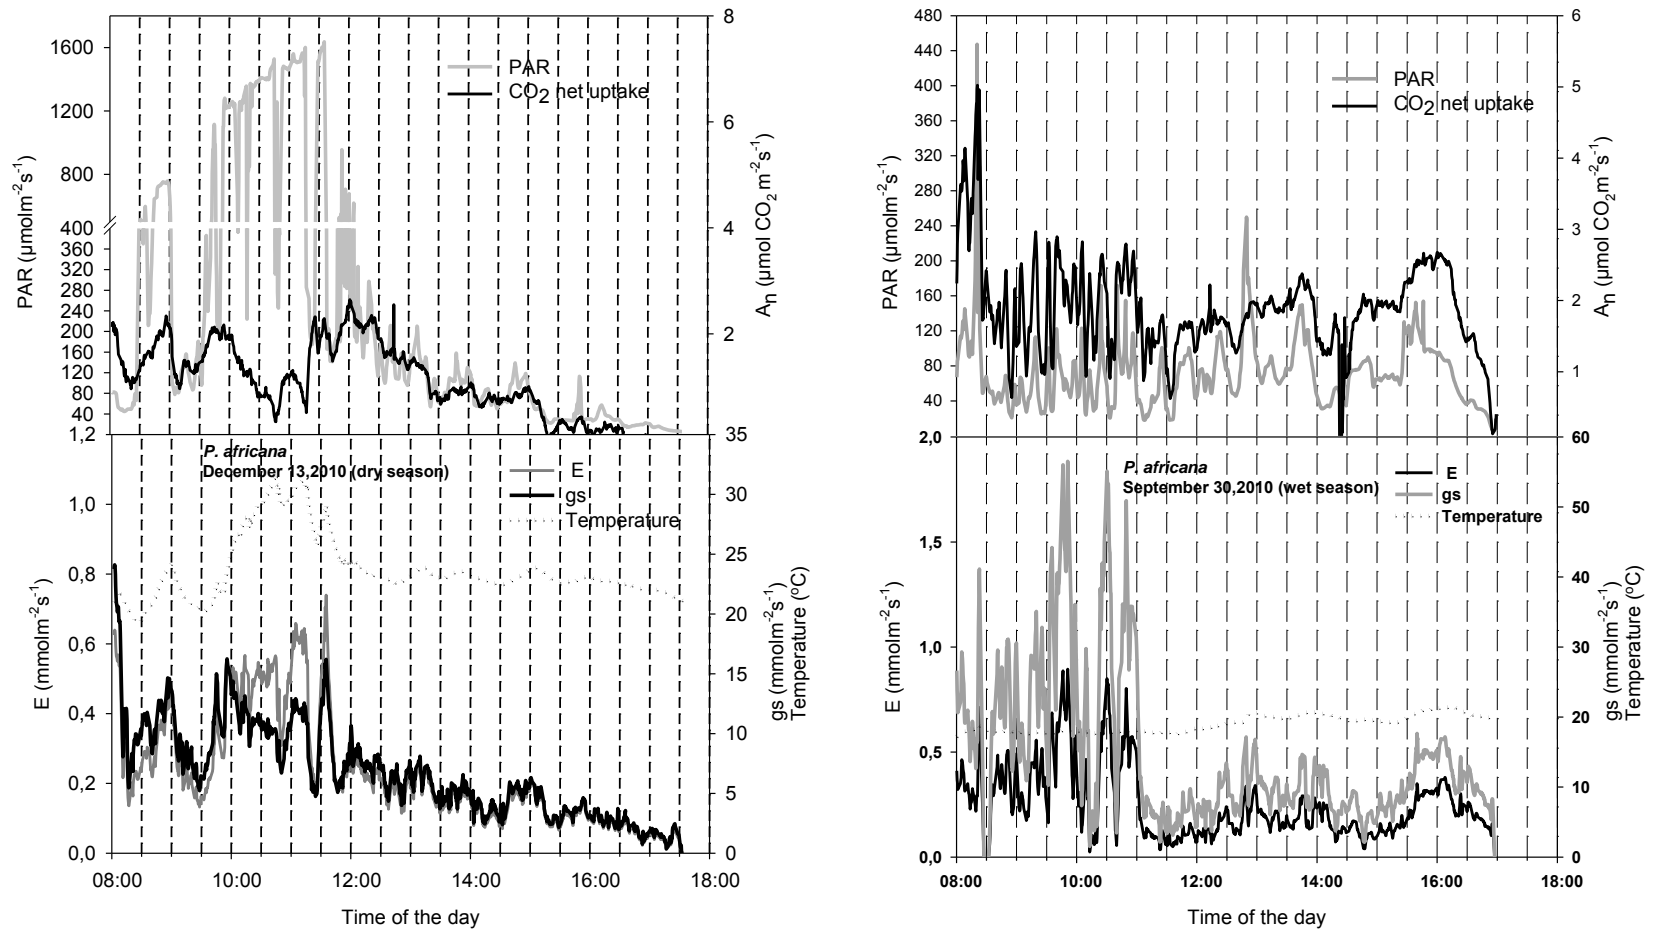 1600
1200
800
400
360
320
280
240
200
160
120
80
40
PAR (µmolm-2s-1)
8
6
4
2
An (µmol CO2 m-2s-1)
PAR
CO2 net uptake
1,2
1,0
0,8
0,6
0,4
0,2
0,0
E (mmolm-2s-1)
35
30
25
20
15
10
5
0
gs (mmolm-2s-1)
Temperature (ºC)
P. africana
December 13,2010 (dry season)
E
gs
Temperature
08:00 10:00 12:00 14:00 16:00 18:00
Time of the day
480
440
400
360
320
280
240
200
160
120
80
40
PAR (µmolm-2s-1)
6
5
4
3
2
1
An (µmol CO2m-2s-1)
PAR
CO2 net uptake
2,0
1,5
1,0
0,5
0,0
E (mmolm-2s-1)
60
50
40
30
20
10
0
gs (mmolm-2s-1)
Temperature (ºC)
P. africana
September 30,2010 (wet season)
E
gs
Temperature
08:00 10:00 12:00 14:00 16:00 18:00
Time of the day